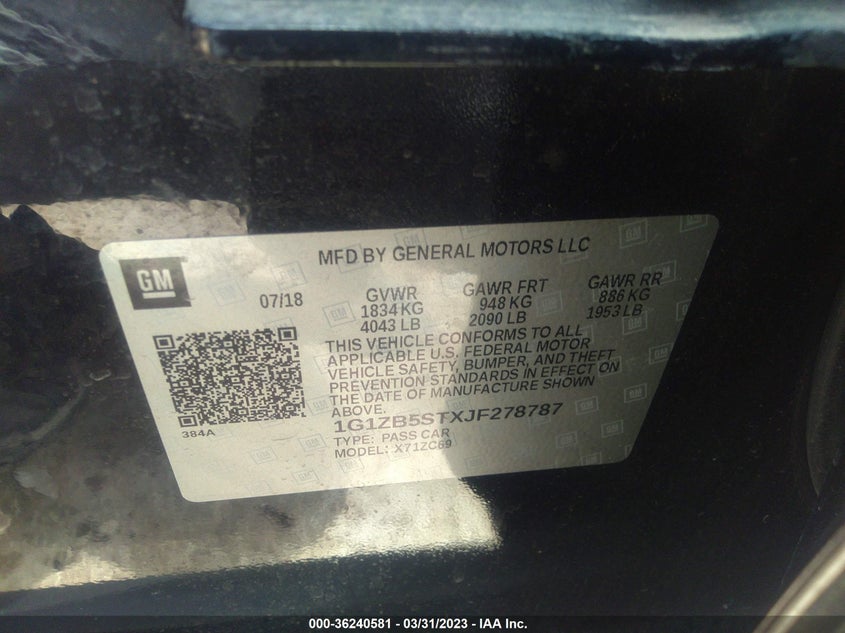 GM
MFD BY GENERAL MOTORS LLC
07/18
GVWR GAWR FRT GAWR RR
1834 KG 948 KG 886 KG
4043 LB 2090 LB 1953 LB
THIS VEHICLE CONFORMS TO ALL
APPLICABLE U.S. FEDERAL MOTOR
VEHICLE SAFETY, BUMPER, AND THEFT
PREVENTION STANDARDS IN EFFECT ON
THE DATE OF MANUFACTURE SHOWN
ABOVE.
384A
1G1ZB5STXJF278787
TYPE: PASS CAR
MODEL: X71ZC69
000-36240581 / 03/31/2023 - IAA Inc.